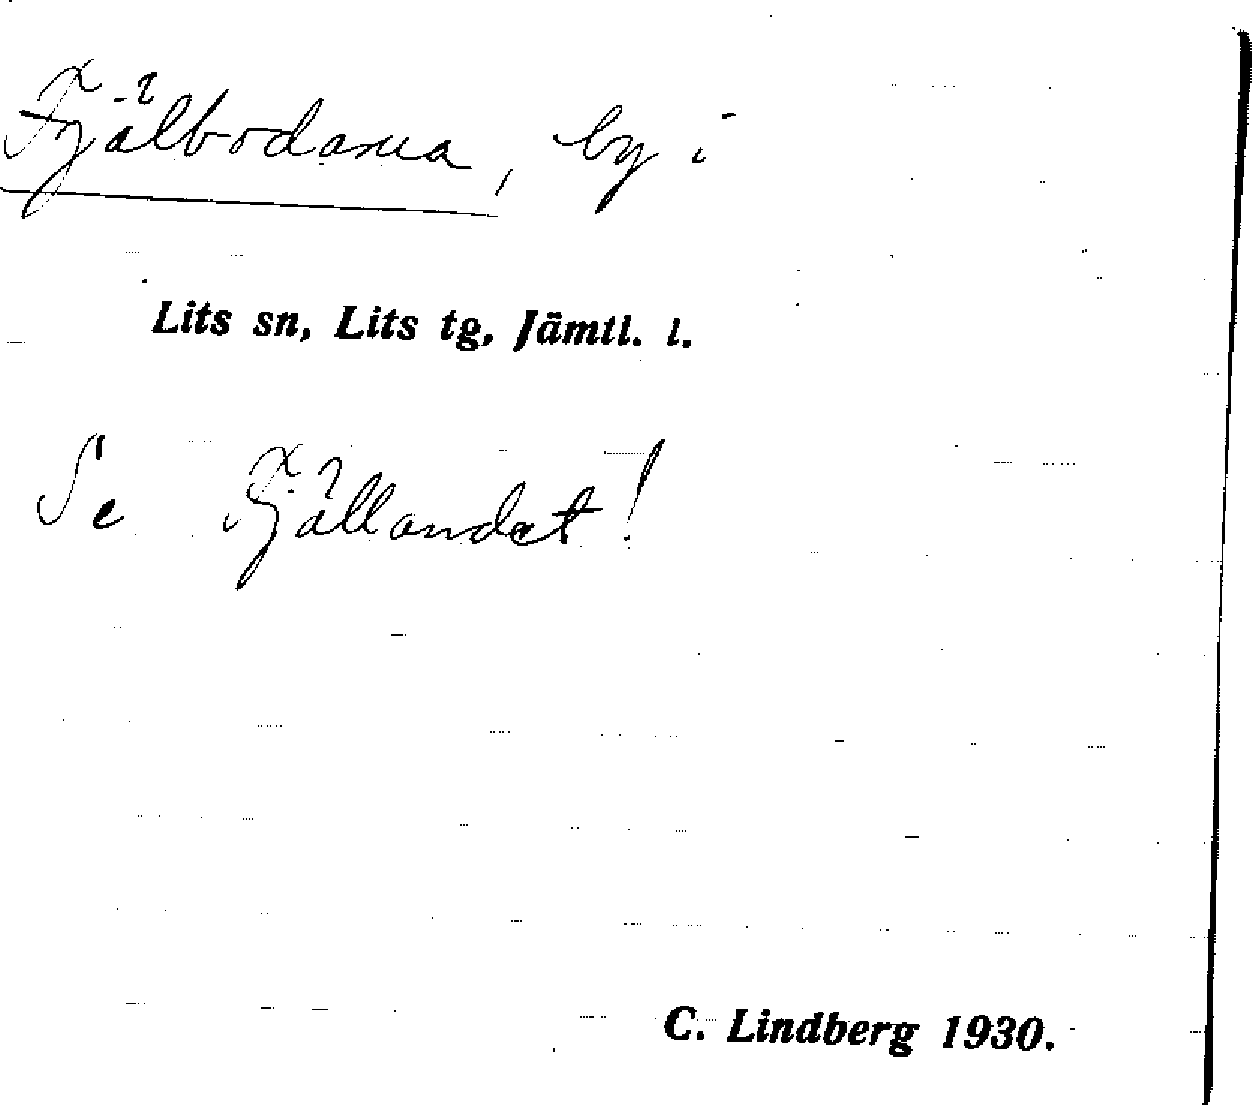 Fjälbodarna, by i
Lits sn, Lits tg, Jämtl. l.
Se Fjällandet!
C. Lindberg 1930.